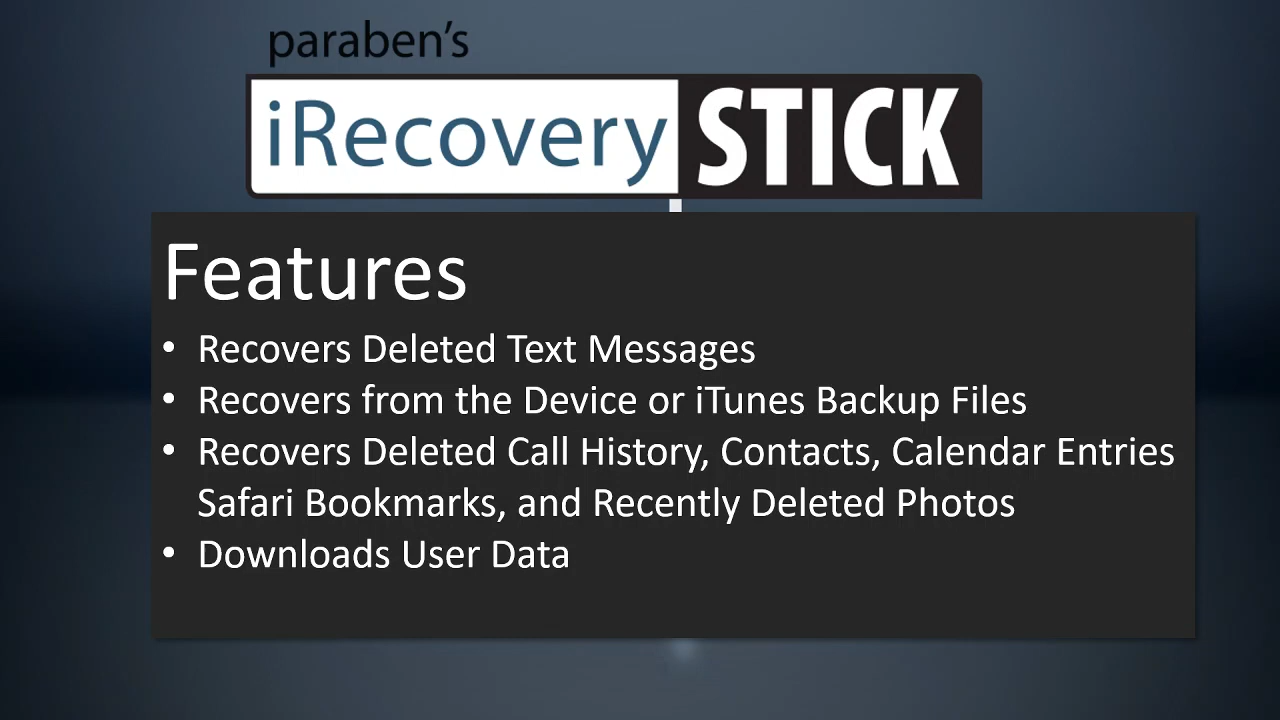 paraben's
iRecovery STICK
Features
• Recovers Deleted Text Messages
• Recovers from the Device or iTunes Backup Files
• Recovers Deleted Call History, Contacts, Calendar Entries
Safari Bookmarks, and Recently Deleted Photos
• Downloads User Data